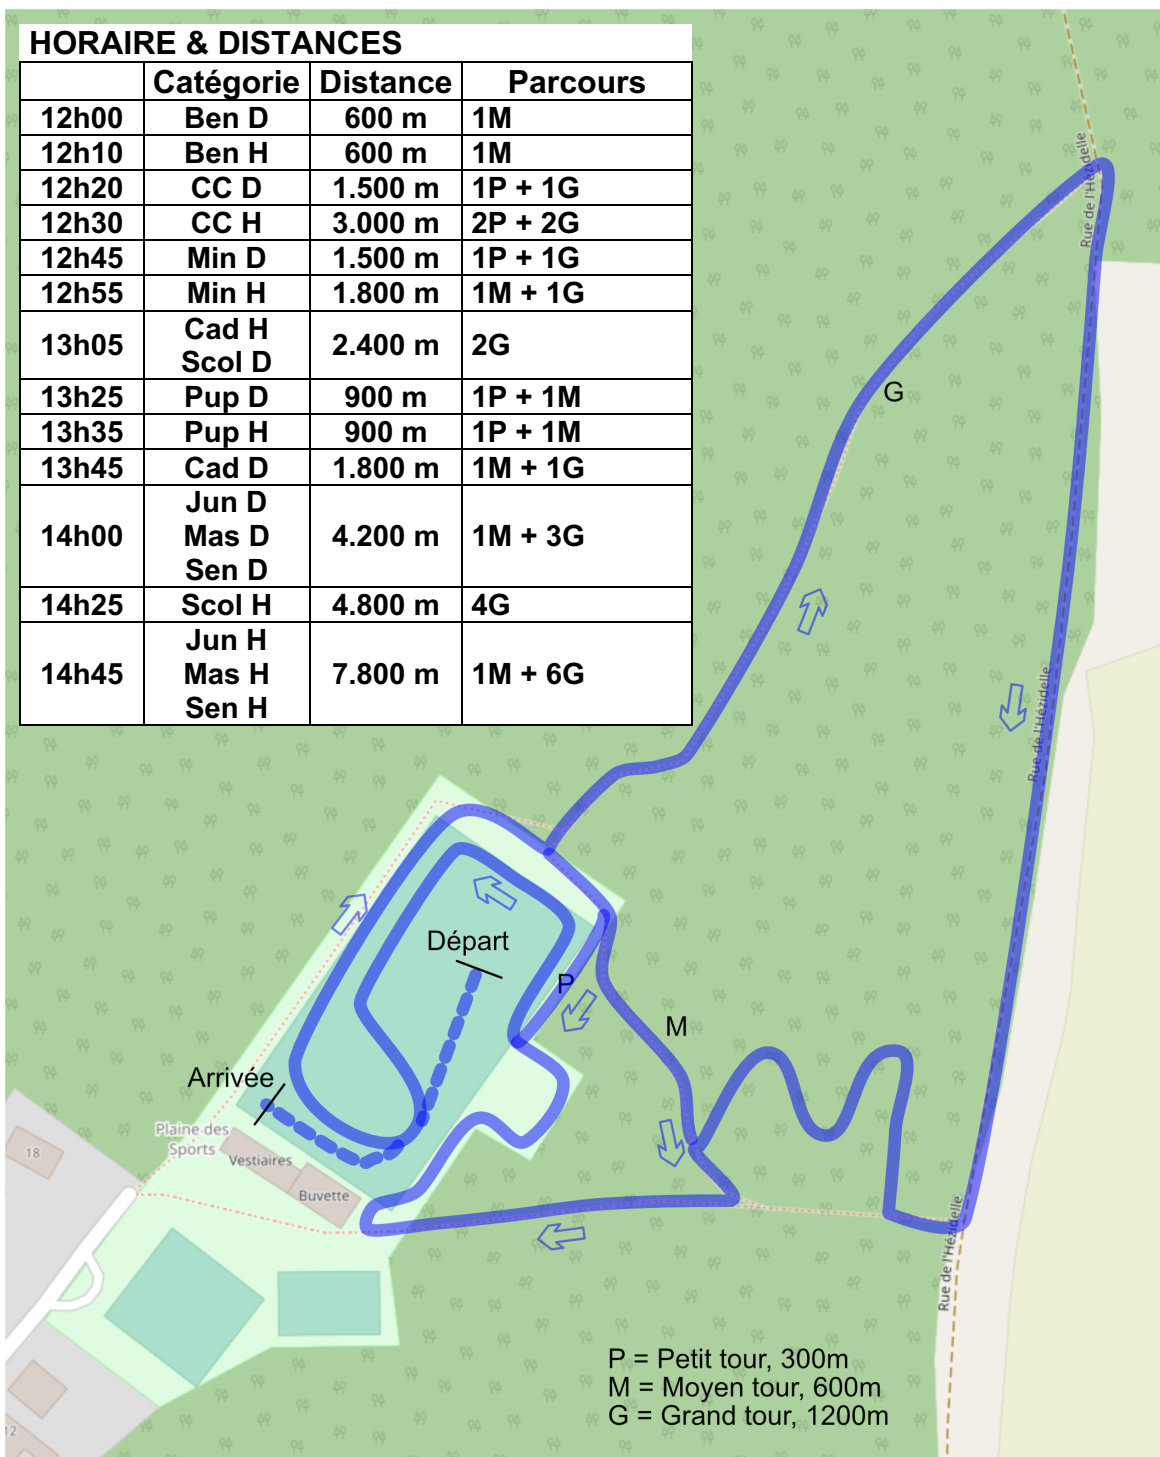 HORAIRE & DISTANCES
Catégorie Distance Parcours
12h00 Ben D 600 m 1M
12h10 Ben H 600 m 1M
12h20 CC D 1.500 m 1P + 1G
12h30 CC H 3.000 m 2P + 2G
12h45 Min D 1.500 m 1P + 1G
12h55 Min H 1.800 m 1M + 1G
13h05 Cad H 2.400 m 2G
Scol D
13h25 Pup D 900 m 1P + 1M
13h35 Pup H 900 m 1P + 1M
13h45 Cad D 1.800 m 1M + 1G
Jun D
14h00 Mas D 4.200 m 1M + 3G
Sen D
14h25 Scol H 4.800 m 4G
Jun H
14h45 Mas H 7.800 m 1M + 6G
Sen H
Rue de l'Hézidelle
G
Rue de l'Hézidelle
Départ
P
M
Arrivée
Plaine des
Sports
Vestiaires
Buvette
18
Rue de l'Hézidelle
P = Petit tour, 300m
M = Moyen tour, 600m
G = Grand tour, 1200m